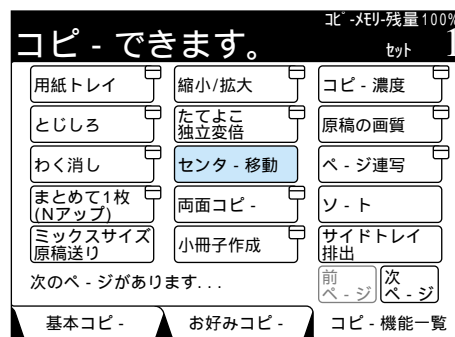 コピ-メモリ-残量100%
コピ-できます。
セット 1
用紙トレイ
縮小/拡大
コピ-濃度
とじしろ
たてよこ
独立変倍
原稿の画質
わく消し
センタ-移動
ペ-ジ連写
まとめて1枚
(Nアップ)
両面コピ-
ソ-ト
ミックスサイズ
原稿送り
小冊子作成
サイドトレイ
排出
次のペ-ジがあります...
前
ペ-ジ
次
ペ-ジ
基本コピ-
お好みコピ-
コピ-機能一覧